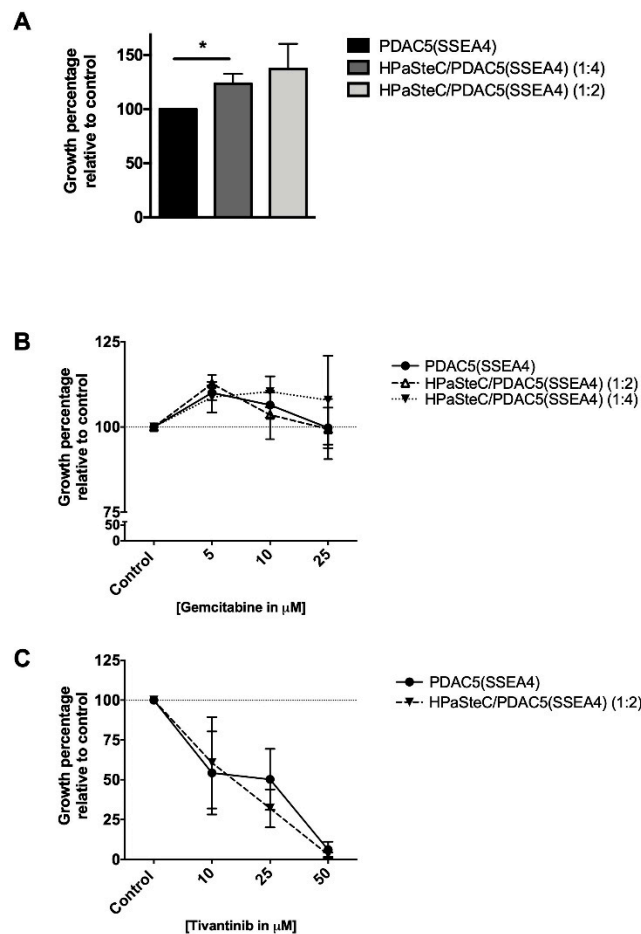 A
Growth percentage
relative to control
150
100
50
0
*
PDAC5(SSEA4)
HPaSteC/PDAC5(SSEA4) (1:4)
HPaSteC/PDAC5(SSEA4) (1:2)
B
Growth percentage
relative to control
125
100
75
50
0
Control
5
10
25
[Gemcitabine in μM]
PDAC5(SSEA4)
HPaSteC/PDAC5(SSEA4) (1:2)
HPaSteC/PDAC5(SSEA4) (1:4)
C
Growth percentage
relative to control
125
100
75
50
25
0
Control
10
25
50
[Tivantinib in μM]
PDAC5(SSEA4)
HPaSteC/PDAC5(SSEA4) (1:2)